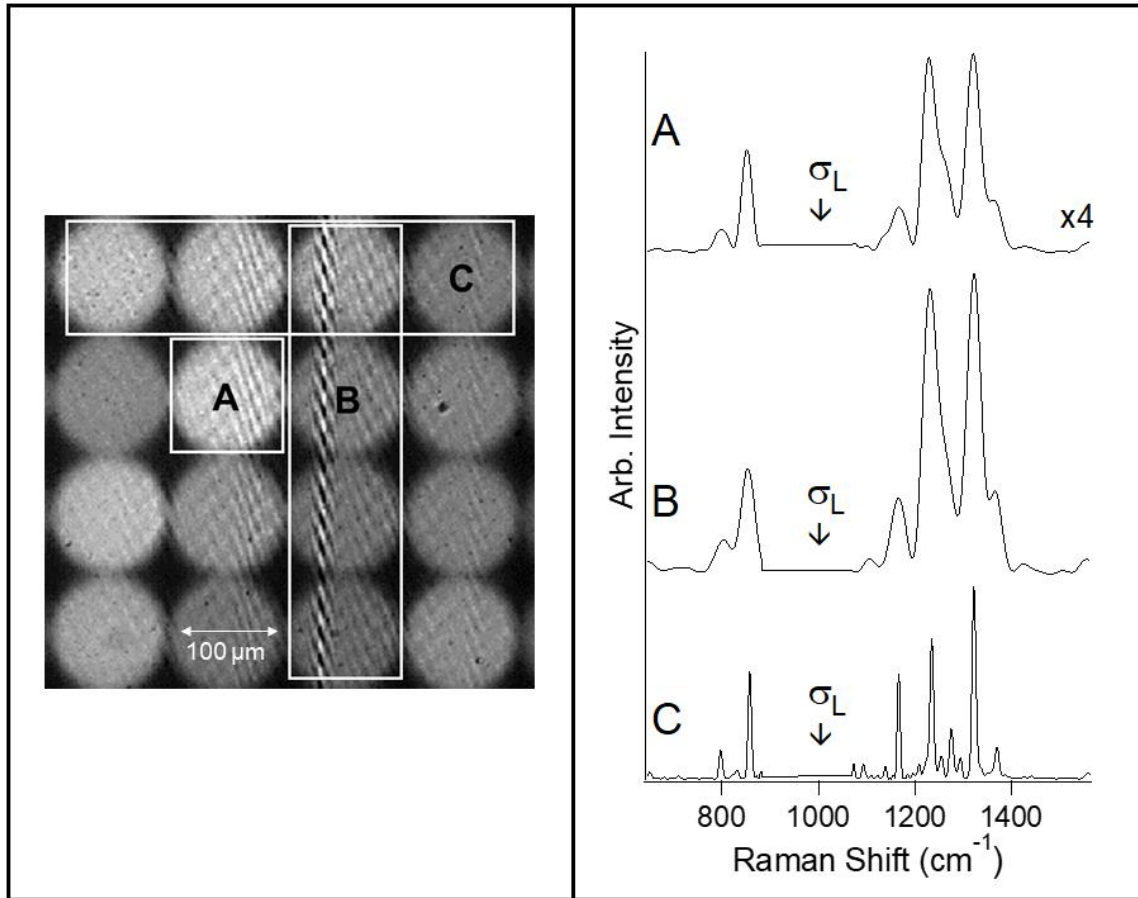 C
A
B
100 µm
A
σL
x4
B
σL
C
σL
Arb. Intensity
800 1000 1200 1400
Raman Shift (cm-1)